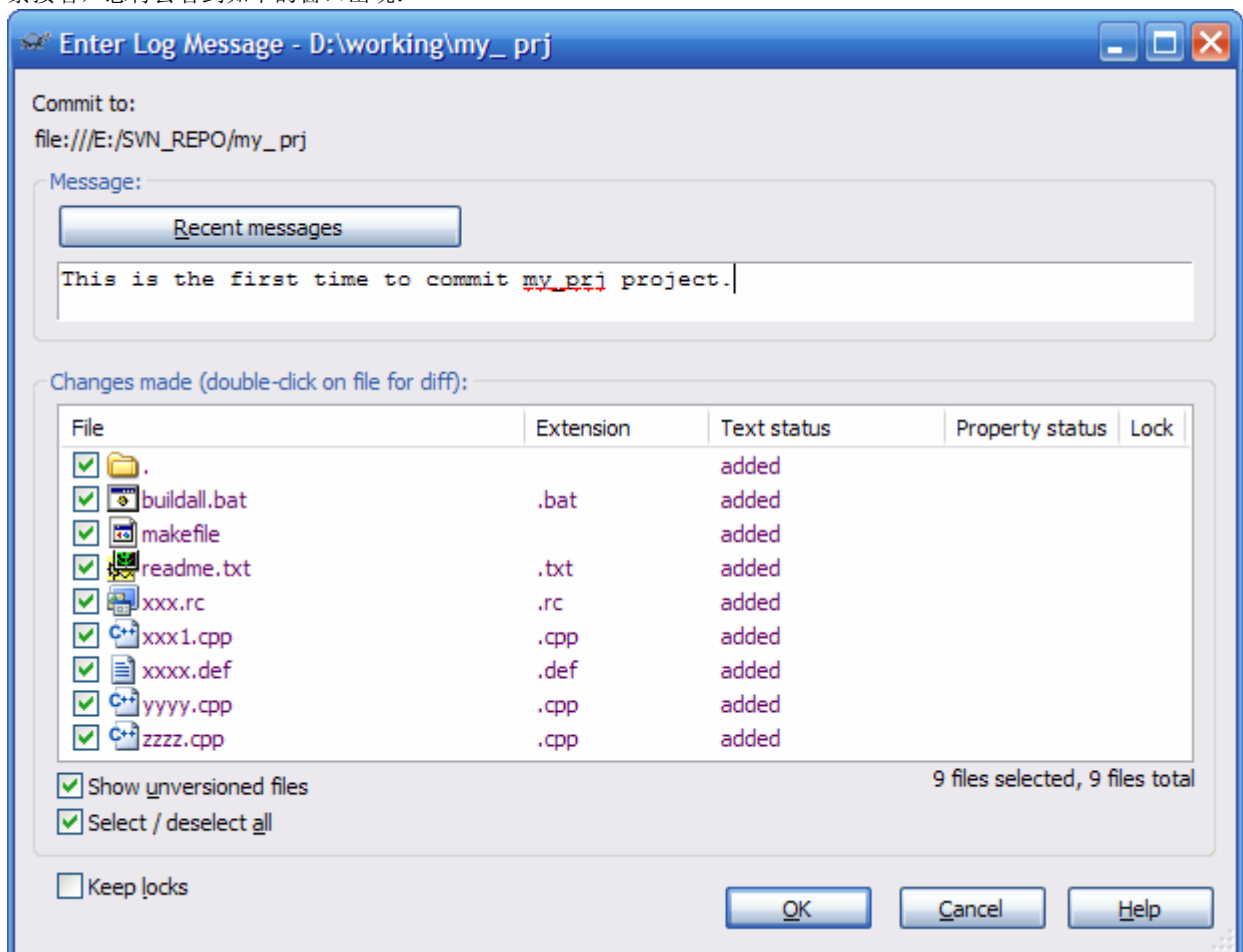 Enter Log Message - D:\working\my_ prj
Commit to:
file:///E:/SVN_REPO/my_ prj
Message:
Recent messages
This is the first time to commit my_prj project.
Changes made (double-click on file for diff):
File Extension Text status Property status Lock
. added
buildall.bat .bat added
makefile added
readme.txt .txt added
xxx.rc .rc added
xxx1.cpp .cpp added
xxxx.def .def added
yyyy.cpp .cpp added
zzzz.cpp .cpp added
Show unversioned files 9 files selected, 9 files total
Select / deselect all
Keep locks
OK Cancel Help